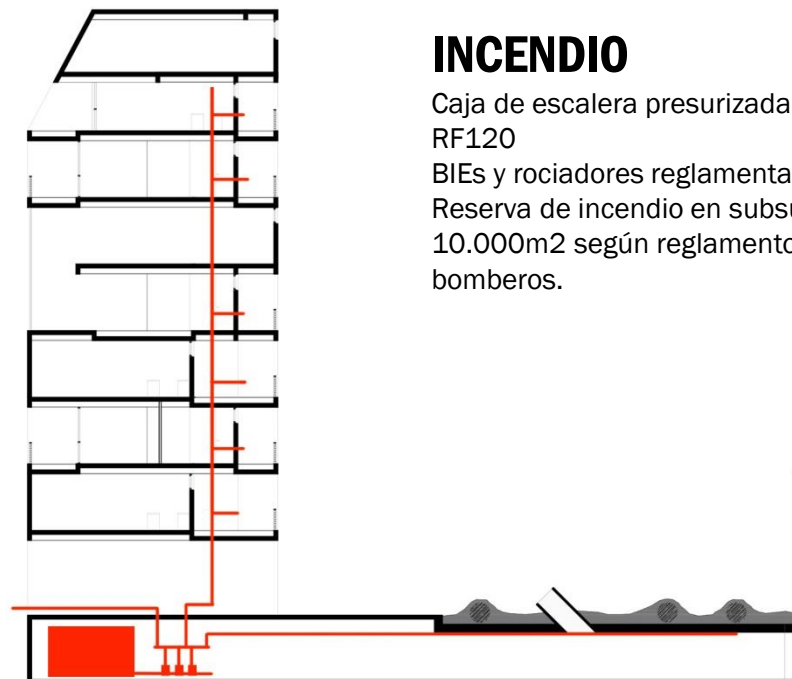 INCENDIO
Caja de escalera presurizada
RF120
BIEs y rociadores reglamenta
Reserva de incendio en subsu
10.000m2 según reglamento
bomberos.